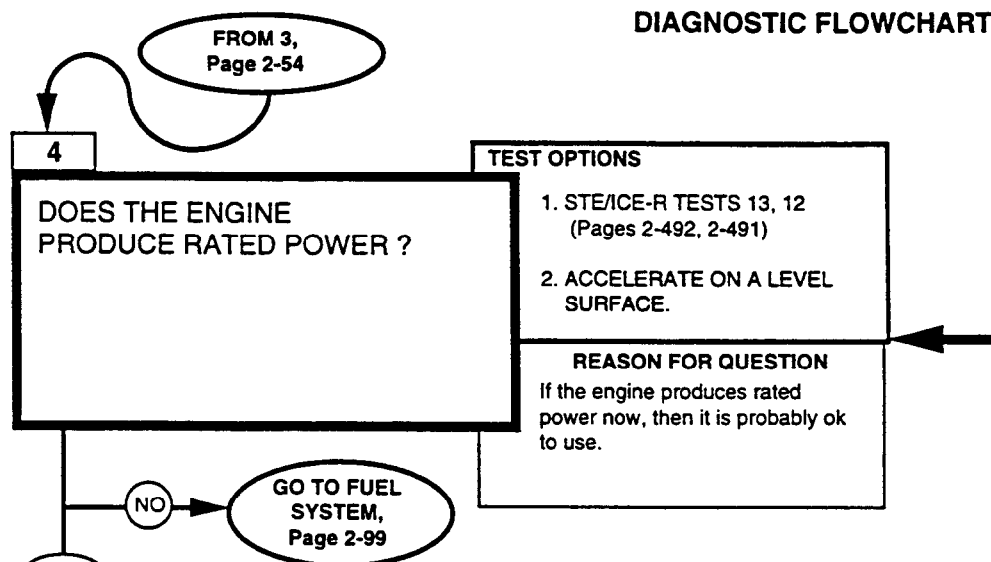 DIAGNOSTIC FLOWCHART
FROM 3,
Page 2-54
4
DOES THE ENGINE
PRODUCE RATED POWER ?
TEST OPTIONS
1. STE/ICE-R TESTS 13, 12
(Pages 2-492, 2-491)
2. ACCELERATE ON A LEVEL
SURFACE.
REASON FOR QUESTION
If the engine produces rated
power now, then it is probably ok
to use.
NO
GO TO FUEL
SYSTEM,
Page 2-99